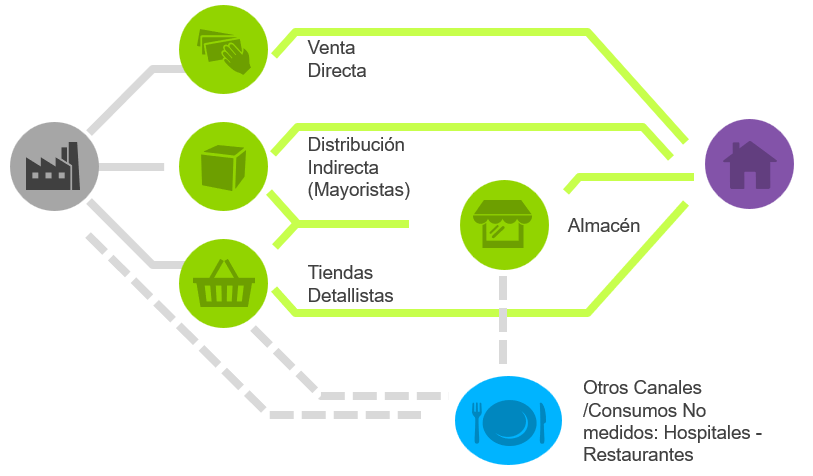 Venta
Directa
Distribución
Indirecta
(Mayoristas)
Almacén
Tiendas
Detallistas
Otros Canales
/Consumos No
medidos: Hospitales -
Restaurantes